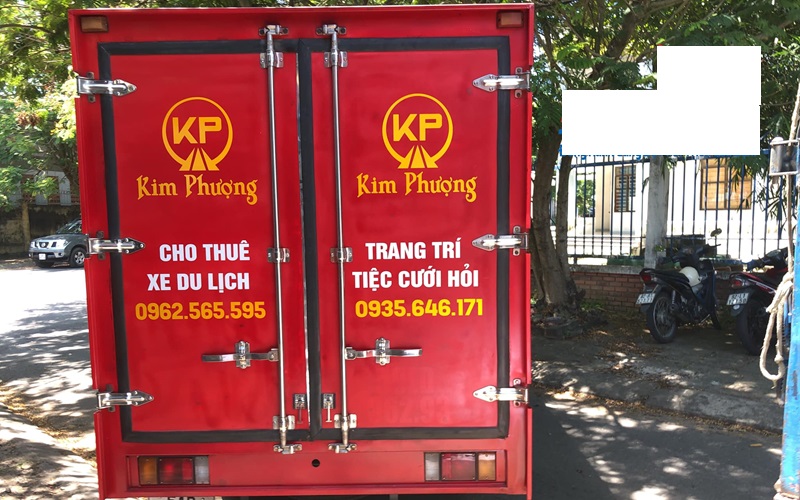 KP
Kim Phượng
CHO THUÊ
XE DU LỊCH
0962.565.595
KP
Kim Phượng
TRANG TRÍ
TIỆC CƯỚI HỎI
0935.646.171